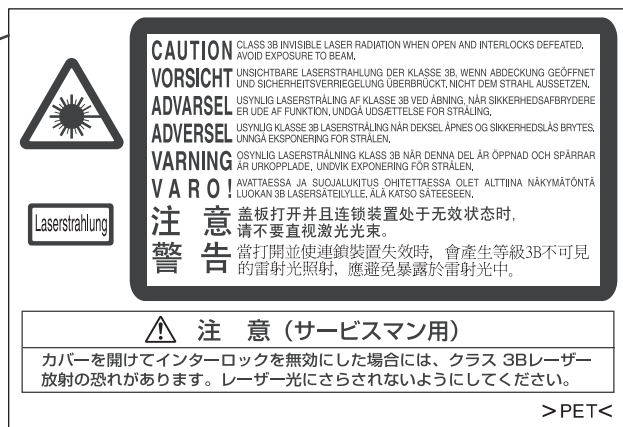 CAUTION CLASS 3B INVISIBLE LASER RADIATION WHEN OPEN AND INTERLOCKS DEFEATED.
AVOID EXPOSURE TO BEAM.
VORSICHT UNSICHTBARE LASERSTRAHLUNG DER KLASSE 3B, WENN ABDECKUNG GEÖFFNET
UND SICHERHEITSVERRIEGELUNG ÜBERBRÜCKT. NICHT DEM STRAHL AUSSETZEN.
ADVARSEL USYNLIG LASERSTRÅLING AF KLASSE 3B VED ÅBNING, NÅR SIKKERHEDSAFBRYDERE
ER UDE AF FUNKTION, UNDGÅ UDSÆTTELSE FOR STRÅLING.
ADVERSEL USYNLIG KLASSE 3B LASERSTRÅLING NÅR DEKSEL ÅPNES OG SIKKERHEDSLÅS BRYTES.
UNNGÅ EKSPONERING FOR STRÅLEN.
VARNING OSYNLIG LASERSTRÅLNING KLASS 3B NÄR DENNA DEL ÄR ÖPPNAD OCH SPÄRRAR
ÄR URKOPPLADE. UNDVIK EXPONERING FÖR STRÅLEN.
VARO! AVATTAESSA JA SUOJALUKITUS OHITETTAESSA OLET ALTTIINA NÄKYMÄTÖNTÄ
LUOKAN 3B LASERSÄTEILYLLE. ÄLÄ KATSO SÄTEESEEN.
注 意 盖板打开并且连锁装置处于无效状态时,
请不要直视激光光束。
警 告 當打開並使連鎖裝置失效時, 會產生等級3B不可見
的雷射光照射, 應避免暴露於雷射光中。
Laserstrahlung
注 意（サービスマン用）
カバーを開けてインターロックを無効にした場合には、クラス 3Bレーザー
放射の恐れがあります。レーザー光にさらされないようにしてください。
>PET<